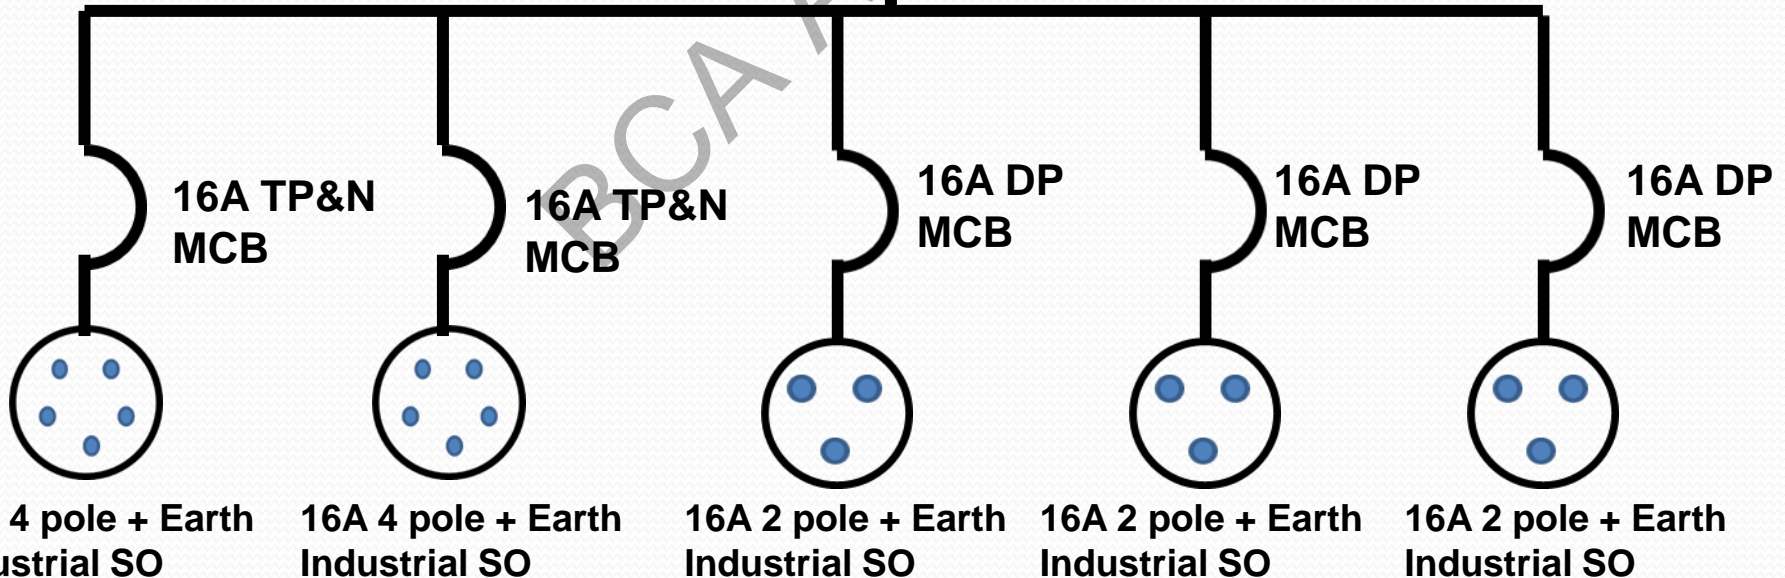 BCA
16A TP&N
MCB
16A TP&N
MCB
16A DP
MCB
16A DP
MCB
16A DP
MCB
4 pole + Earth
SO
16A 4 pole + Earth
Industrial SO
16A 2 pole + Earth
Industrial SO
16A 2 pole + Earth
Industrial SO
16A 2 pole + Earth
Industrial SO